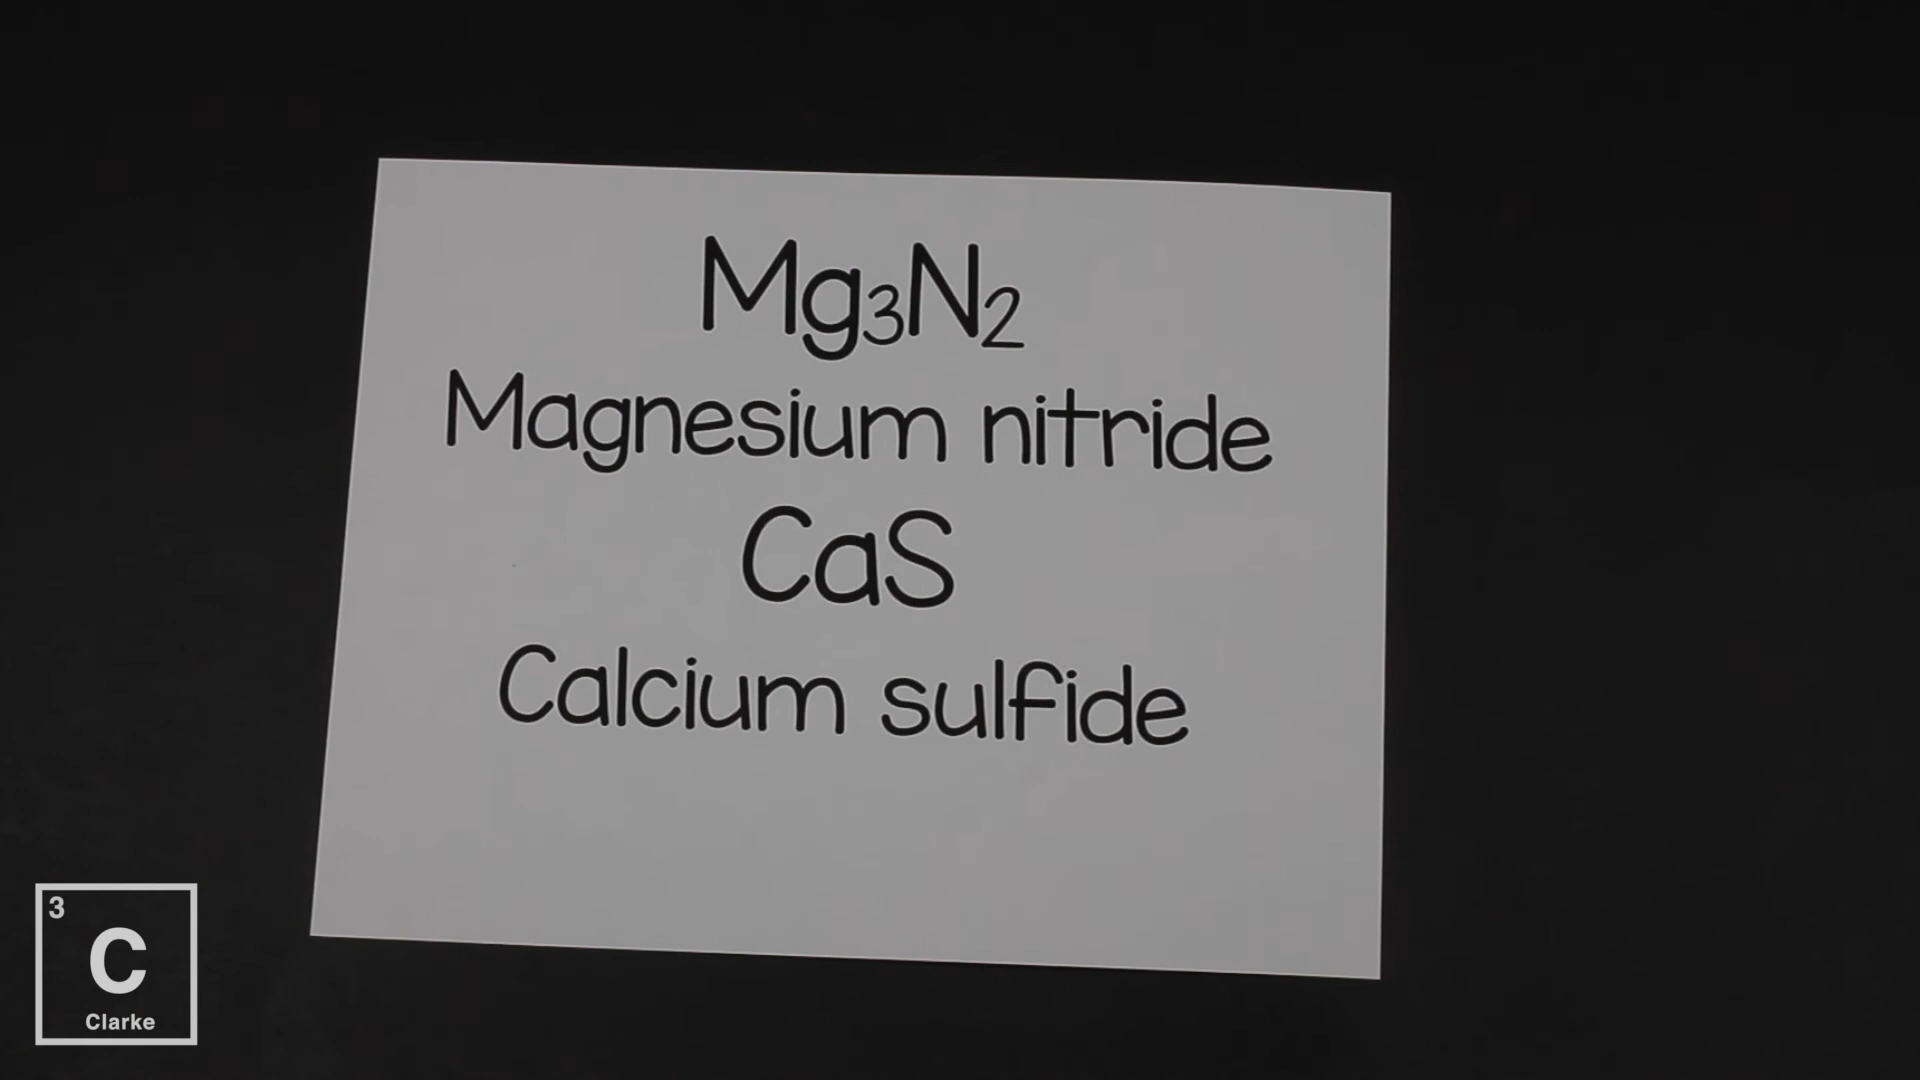 Mg₃N₂
Magnesium nitride
CaS
Calcium sulfide
3
C
Clarke